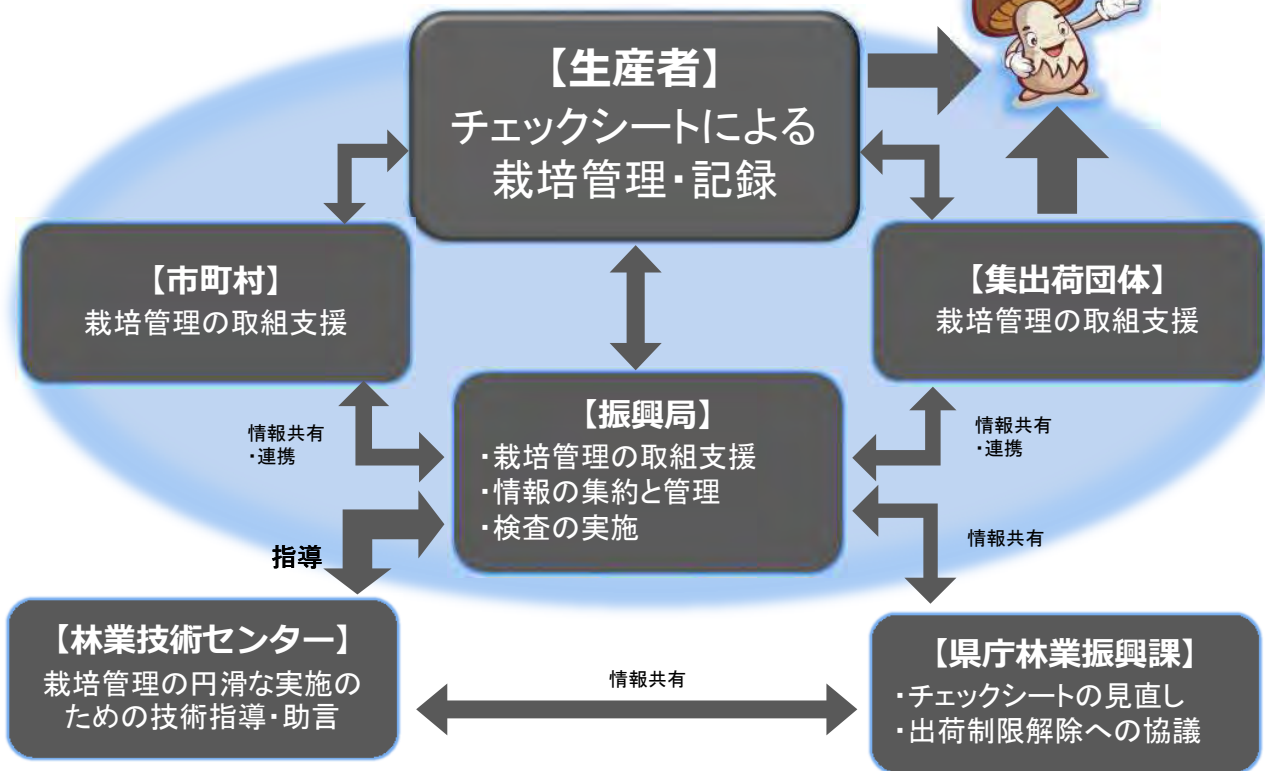 【生産者】
チェックシートによる
栽培管理・記録
【市町村】
栽培管理の取組支援
【集出荷団体】
栽培管理の取組支援
【振興局】
・栽培管理の取組支援
・情報の集約と管理
・検査の実施
情報共有
・連携
情報共有
・連携
指導
情報共有
【林業技術センター】
栽培管理の円滑な実施の
ための技術指導・助言
情報共有
【県庁林業振興課】
・チェックシートの見直し
・出荷制限解除への協議